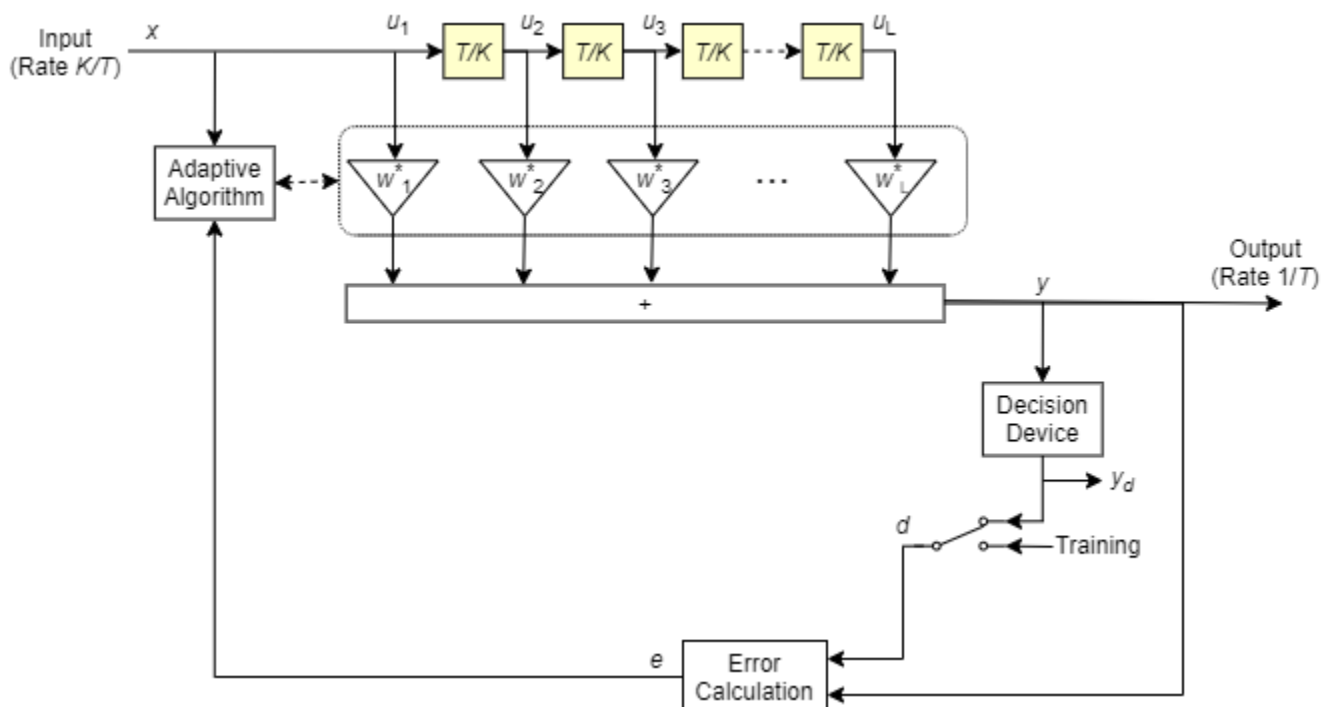 Input
(Rate K/T)
x
u1
T/K
u2
T/K
u3
T/K
T/K
uL
Adaptive
Algorithm
w*1
w*2
w*3
...
w*L
+
y
Output
(Rate 1/T)
Decision
Device
yd
d
Training
e
Error
Calculation